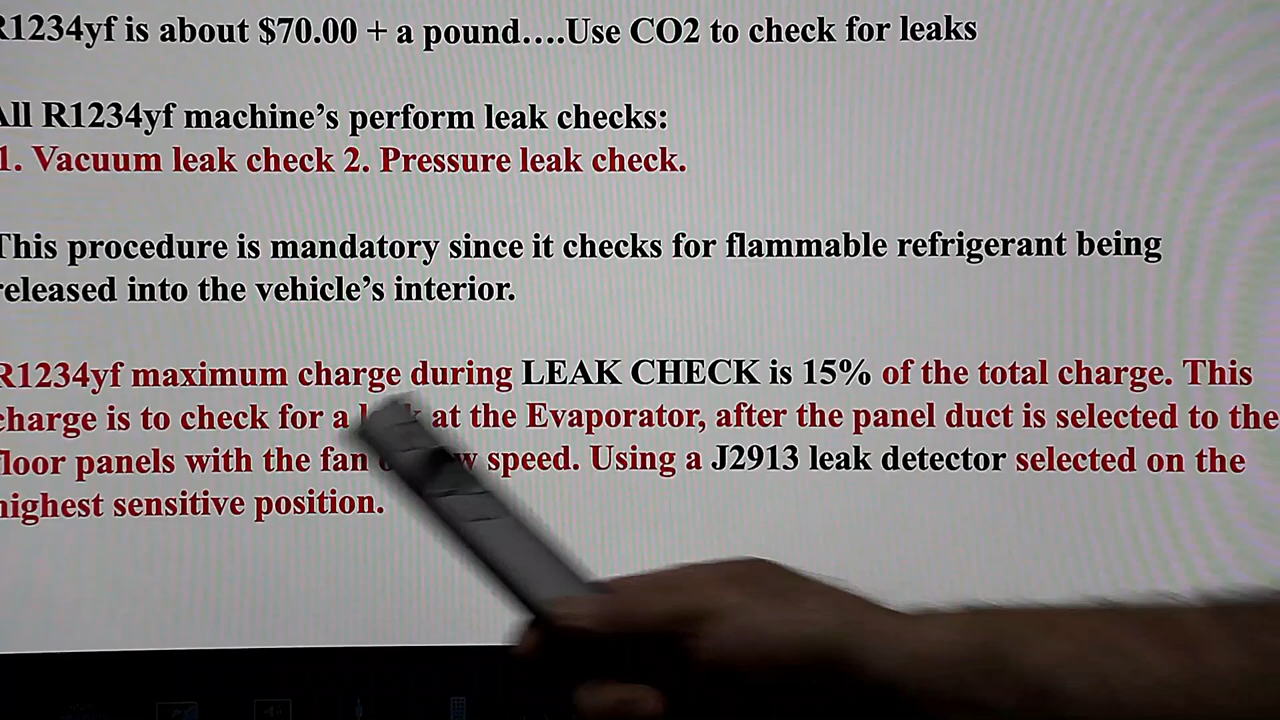 R1234yf is about $70.00 + a pound....Use CO2 to check for leaks
All R1234yf machine's perform leak checks:
1. Vacuum leak check 2. Pressure leak check.
This procedure is mandatory since it checks for flammable refrigerant being
released into the vehicle's interior.
R1234yf maximum charge during LEAK CHECK is 15% of the total charge. This
charge is to check for a at the Evaporator, after the panel duct is selected to the
floor panels with the fan speed. Using a J2913 leak detector selected on the
highest sensitive position.